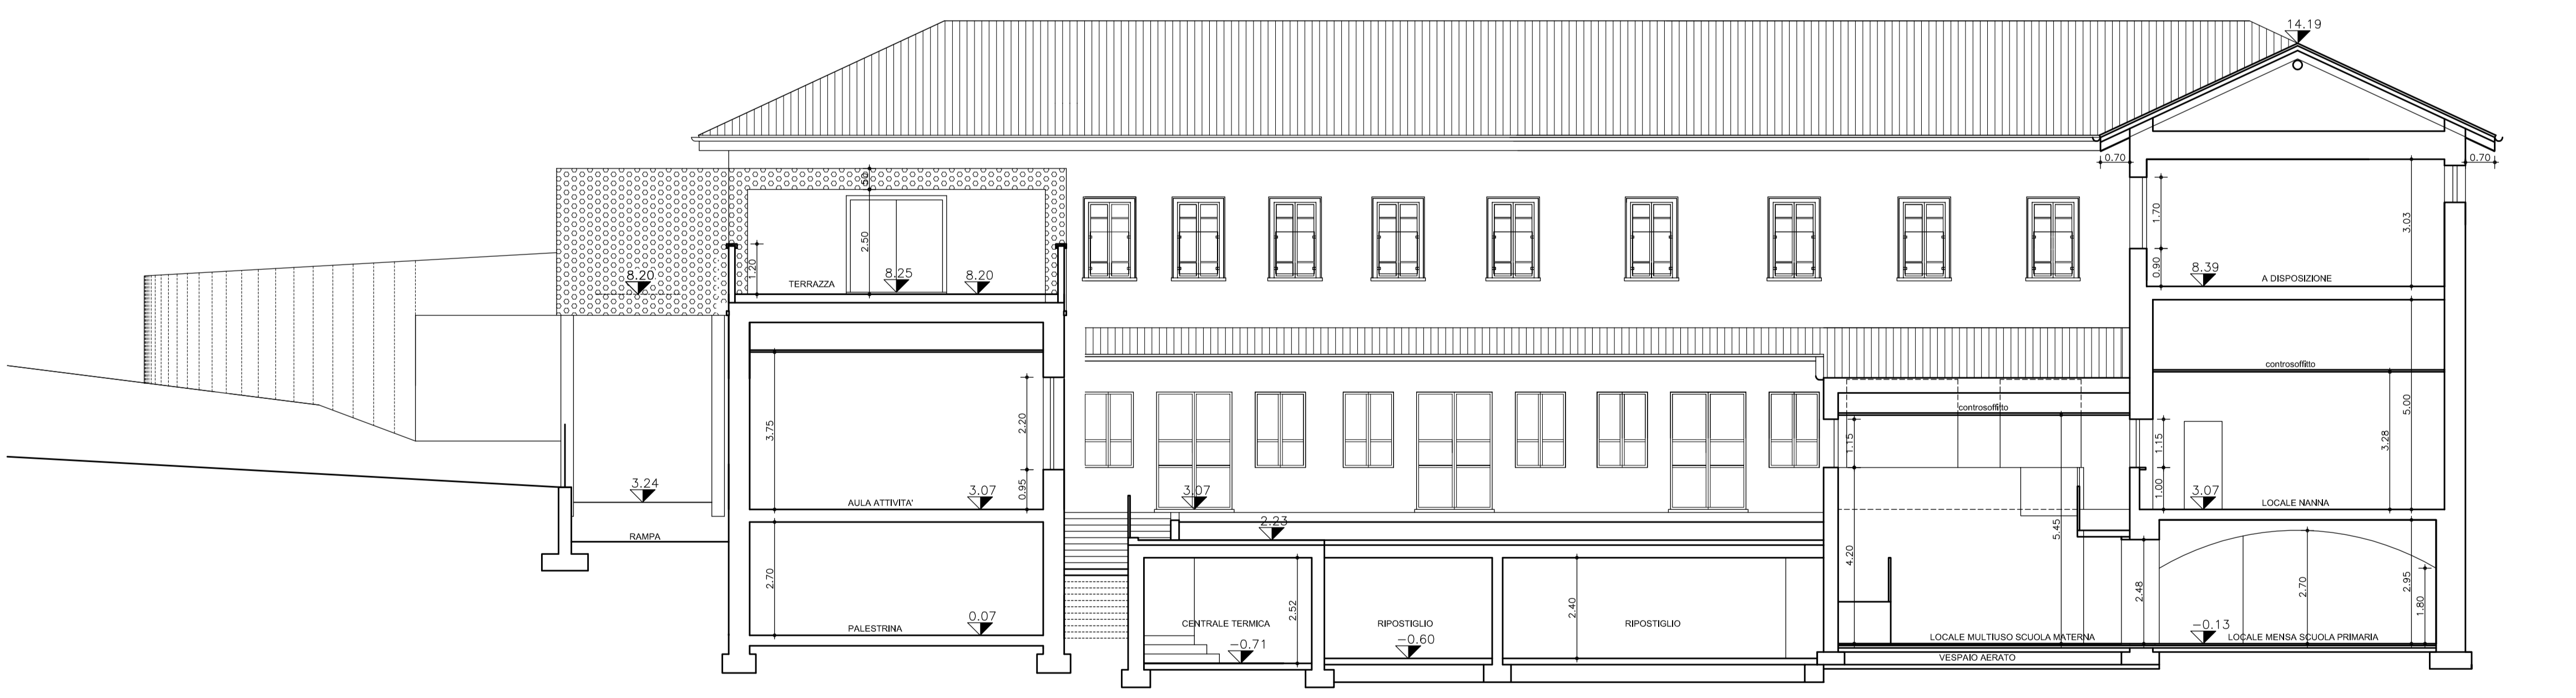 14.19
0.70
0.70
.50
2.50
1.20
8.20
TERRAZZA
8.25
8.20
1.70
3.03
0.90
8.39
A DISPOSIZIONE
controsoffitto
controsoffitto
3.75
2.20
0.95
1.15
1.15
5.00
3.28
1.00
3.24
AULA ATTIVITA'
3.07
3.07
3.07
LOCALE NANNA
2.23
RAMPA
5.45
4.20
2.70
2.52
2.40
2.48
2.70
2.95
1.80
0.07
PALESTRINA
CENTRALE TERMICA
-0.71
RIPOSTIGLIO
-0.60
RIPOSTIGLIO
-0.13
LOCALE MULTIUSO SCUOLA MATERNA
LOCALE MENSA SCUOLA PRIMARIA
VESPAIO AERATO